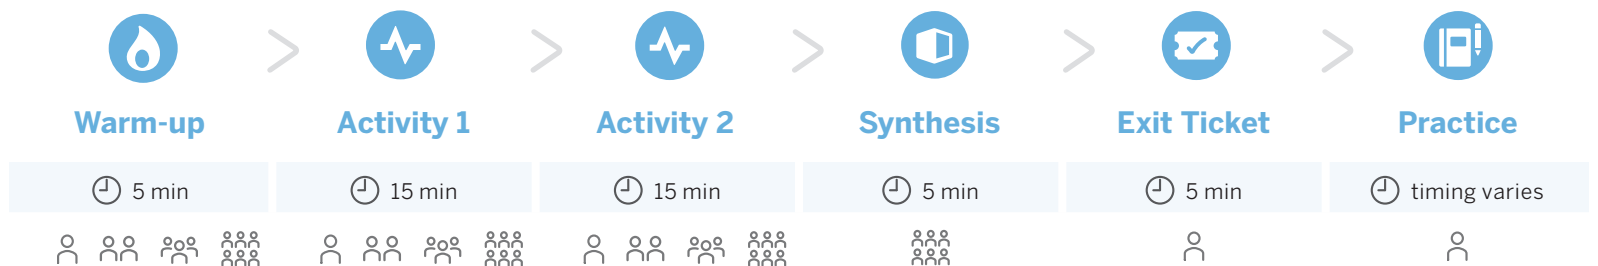 Warm-up
Activity 1
Activity 2
Synthesis
Exit Ticket
Practice
5 min
15 min
15 min
5 min
5 min
timing varies